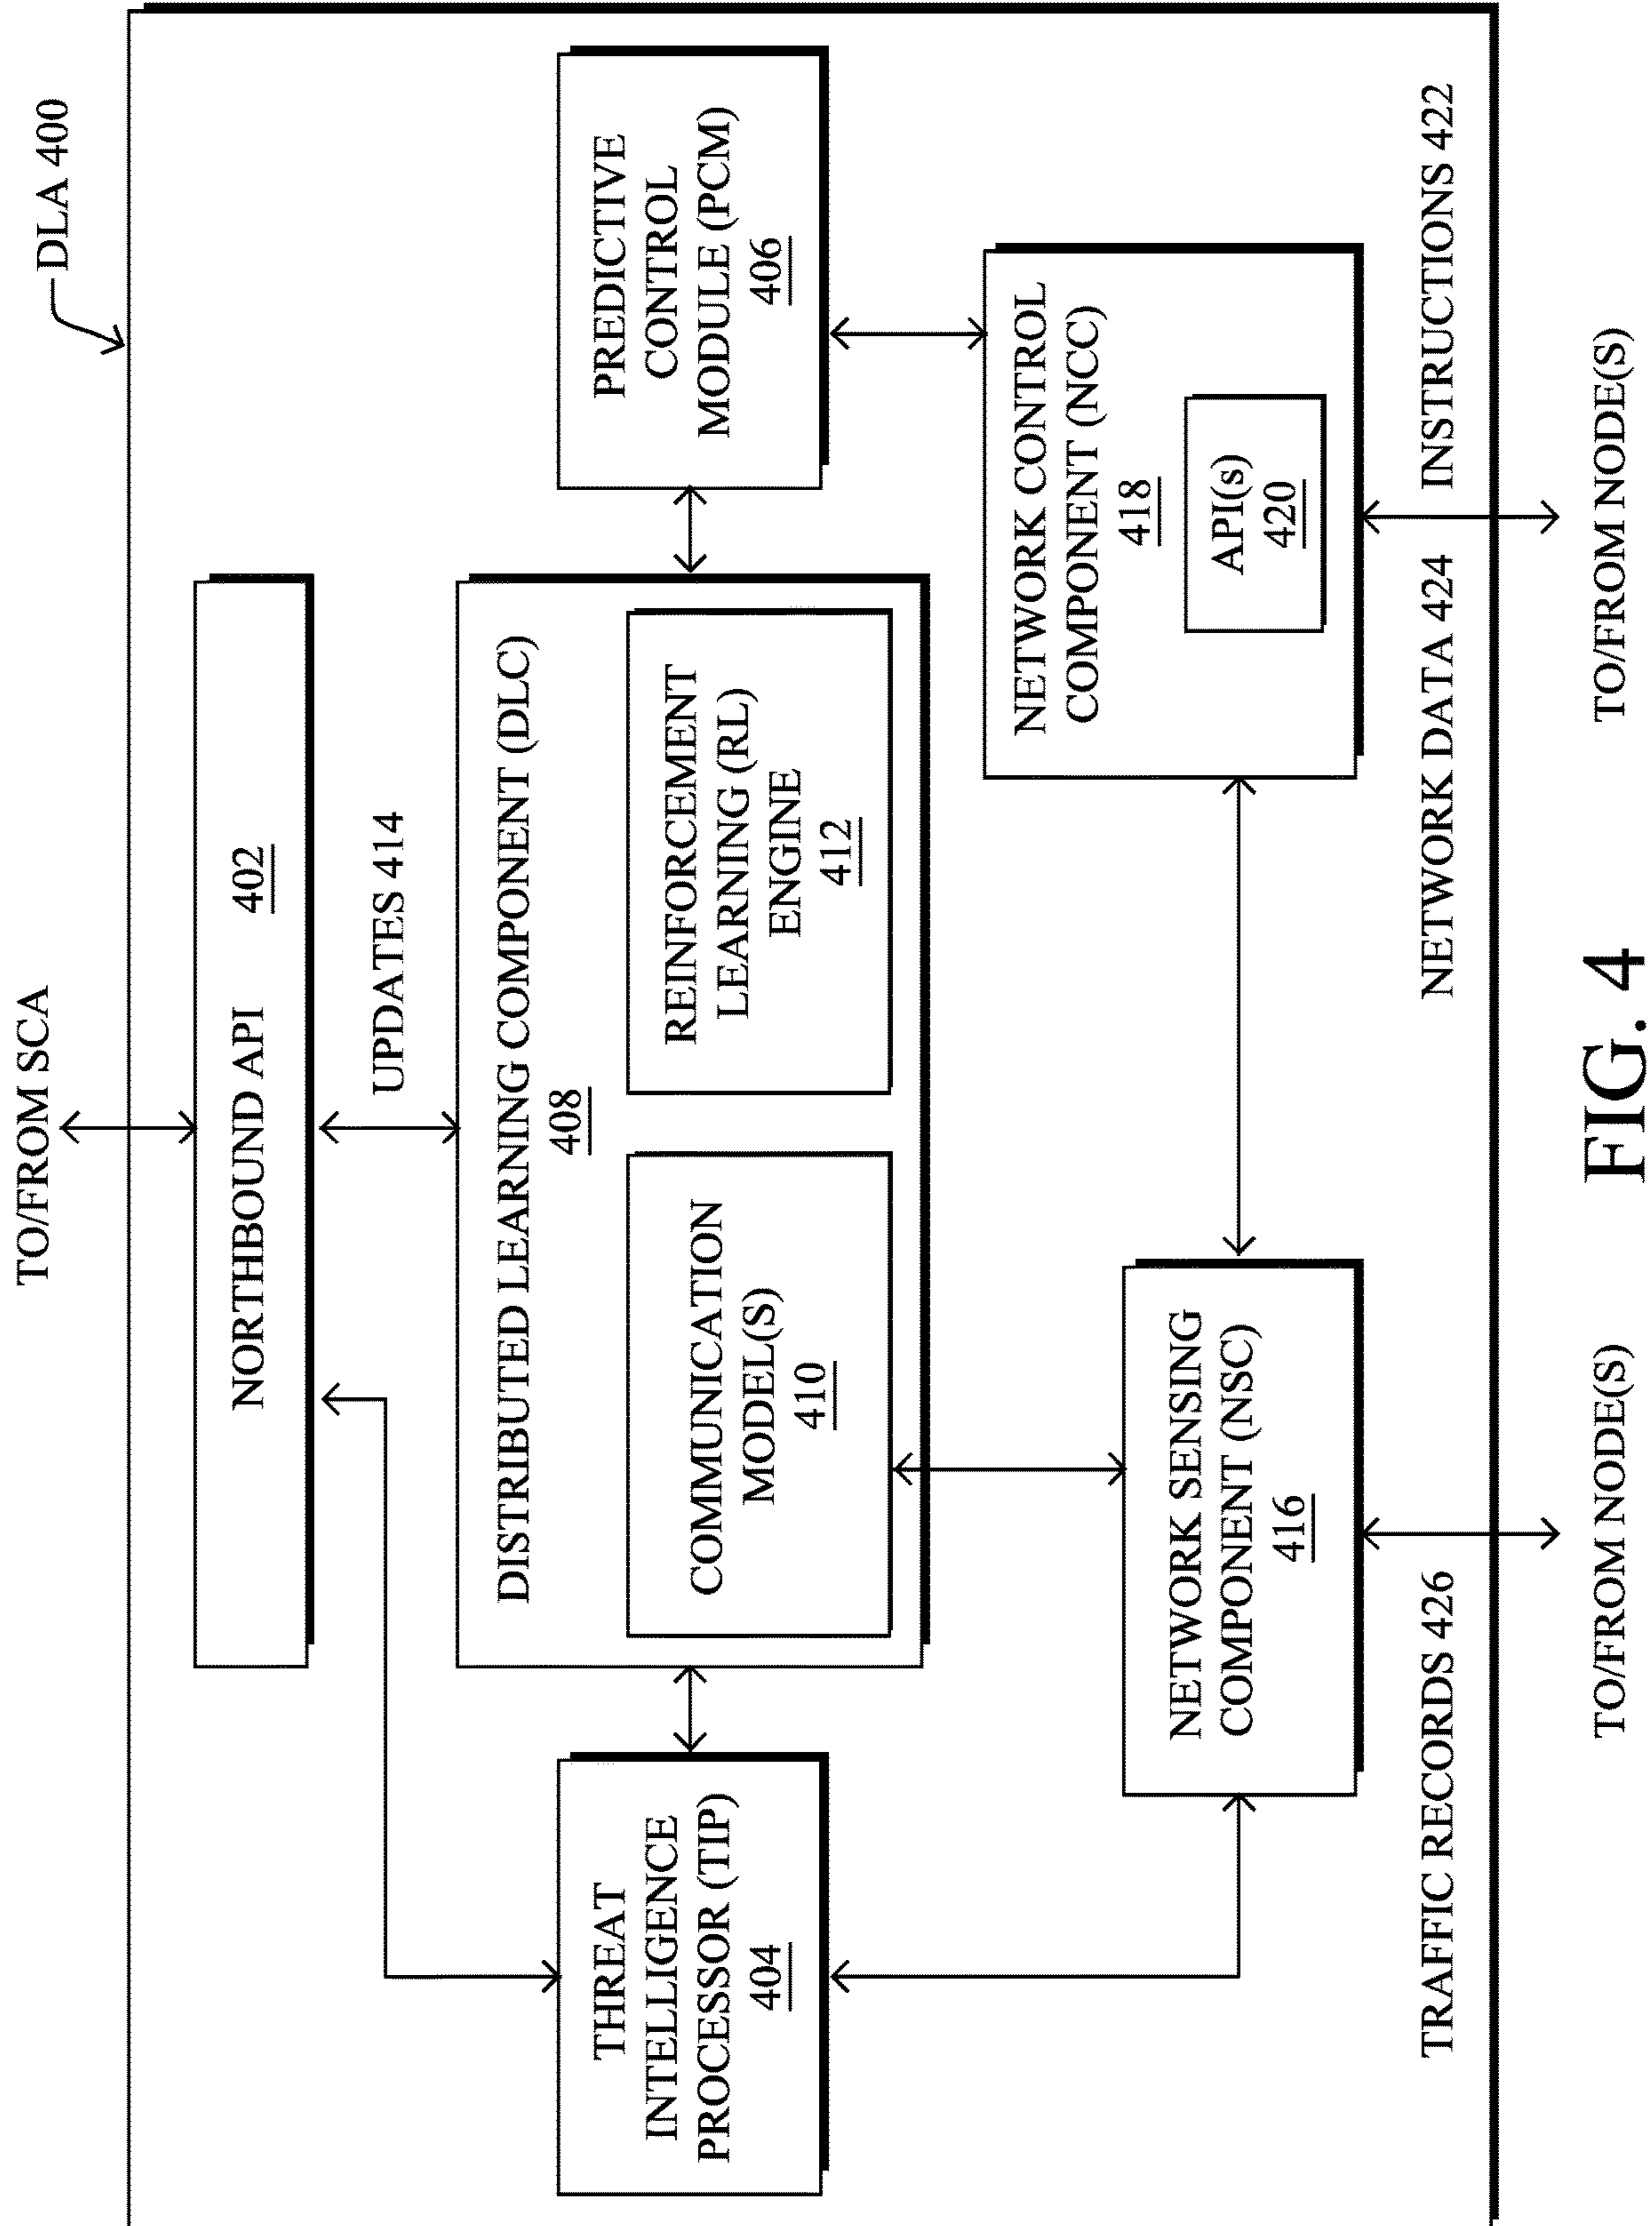 DLA 400
TO/FROM SCA
NORTHBOUND API 402
UPDATES 414
THREAT
INTELLIGENCE
PROCESSOR (TIP)
404
DISTRIBUTED LEARNING COMPONENT (DLC)
408
COMMUNICATION
MODEL(S)
410
REINFORCEMENT
LEARNING (RL)
ENGINE
412
PREDICTIVE
CONTROL
MODULE (PCM)
406
NETWORK SENSING
COMPONENT (NSC)
416
NETWORK CONTROL
COMPONENT (NCC)
418
API(s)
420
TRAFFIC RECORDS 426
NETWORK DATA 424
INSTRUCTIONS 422
TO/FROM NODE(S)
TO/FROM NODE(S)
FIG. 4